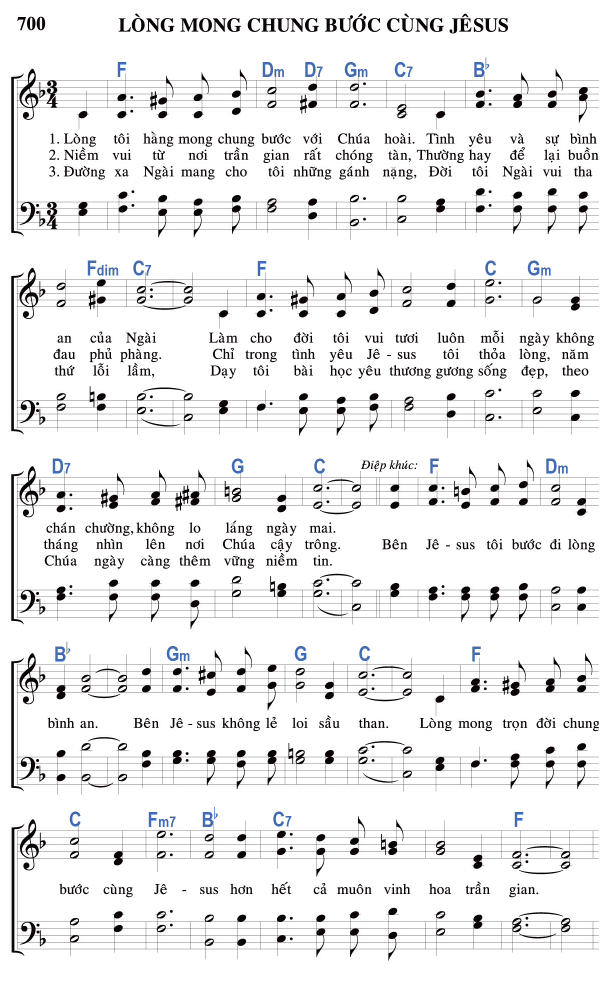 700 LÒNG MONG CHUNG BƯỚC CÙNG JÊSUS
F Dm D7 Gm C7 B♭
1. Lòng tôi hằng mong chung bước với Chúa hoài. Tình yêu và sự bình
2. Niềm vui từ nơi trần gian rất chóng tàn, Thường hay để lại buồn
3. Đường xa Ngài mang cho tôi những gánh nặng, Đời tôi Ngài vui tha
Fdim C7 F C Gm
an của Ngài Làm cho đời tôi vui tươi luôn mỗi ngày không
đau phủ phàng. Chỉ trong tình yêu Jê - sus tôi thỏa lòng, năm
thứ lỗi lầm, Dạy tôi bài học yêu thương gương sống đẹp, theo
D7 G C Điệp khúc: F Dm
chán chường, không lo lắng ngày mai.
tháng nhìn lên nơi Chúa cậy trông. Bên Jê - sus tôi bước đi lòng
Chúa ngày càng thêm vững niềm tin.
B♭ Gm G C F
bình an. Bên Jê - sus không lẻ loi sầu than. Lòng mong trọn đời chung
C Fm7 B♭ C7 F
bước cùng Jê - sus hơn hết cả muôn vinh hoa trần gian.